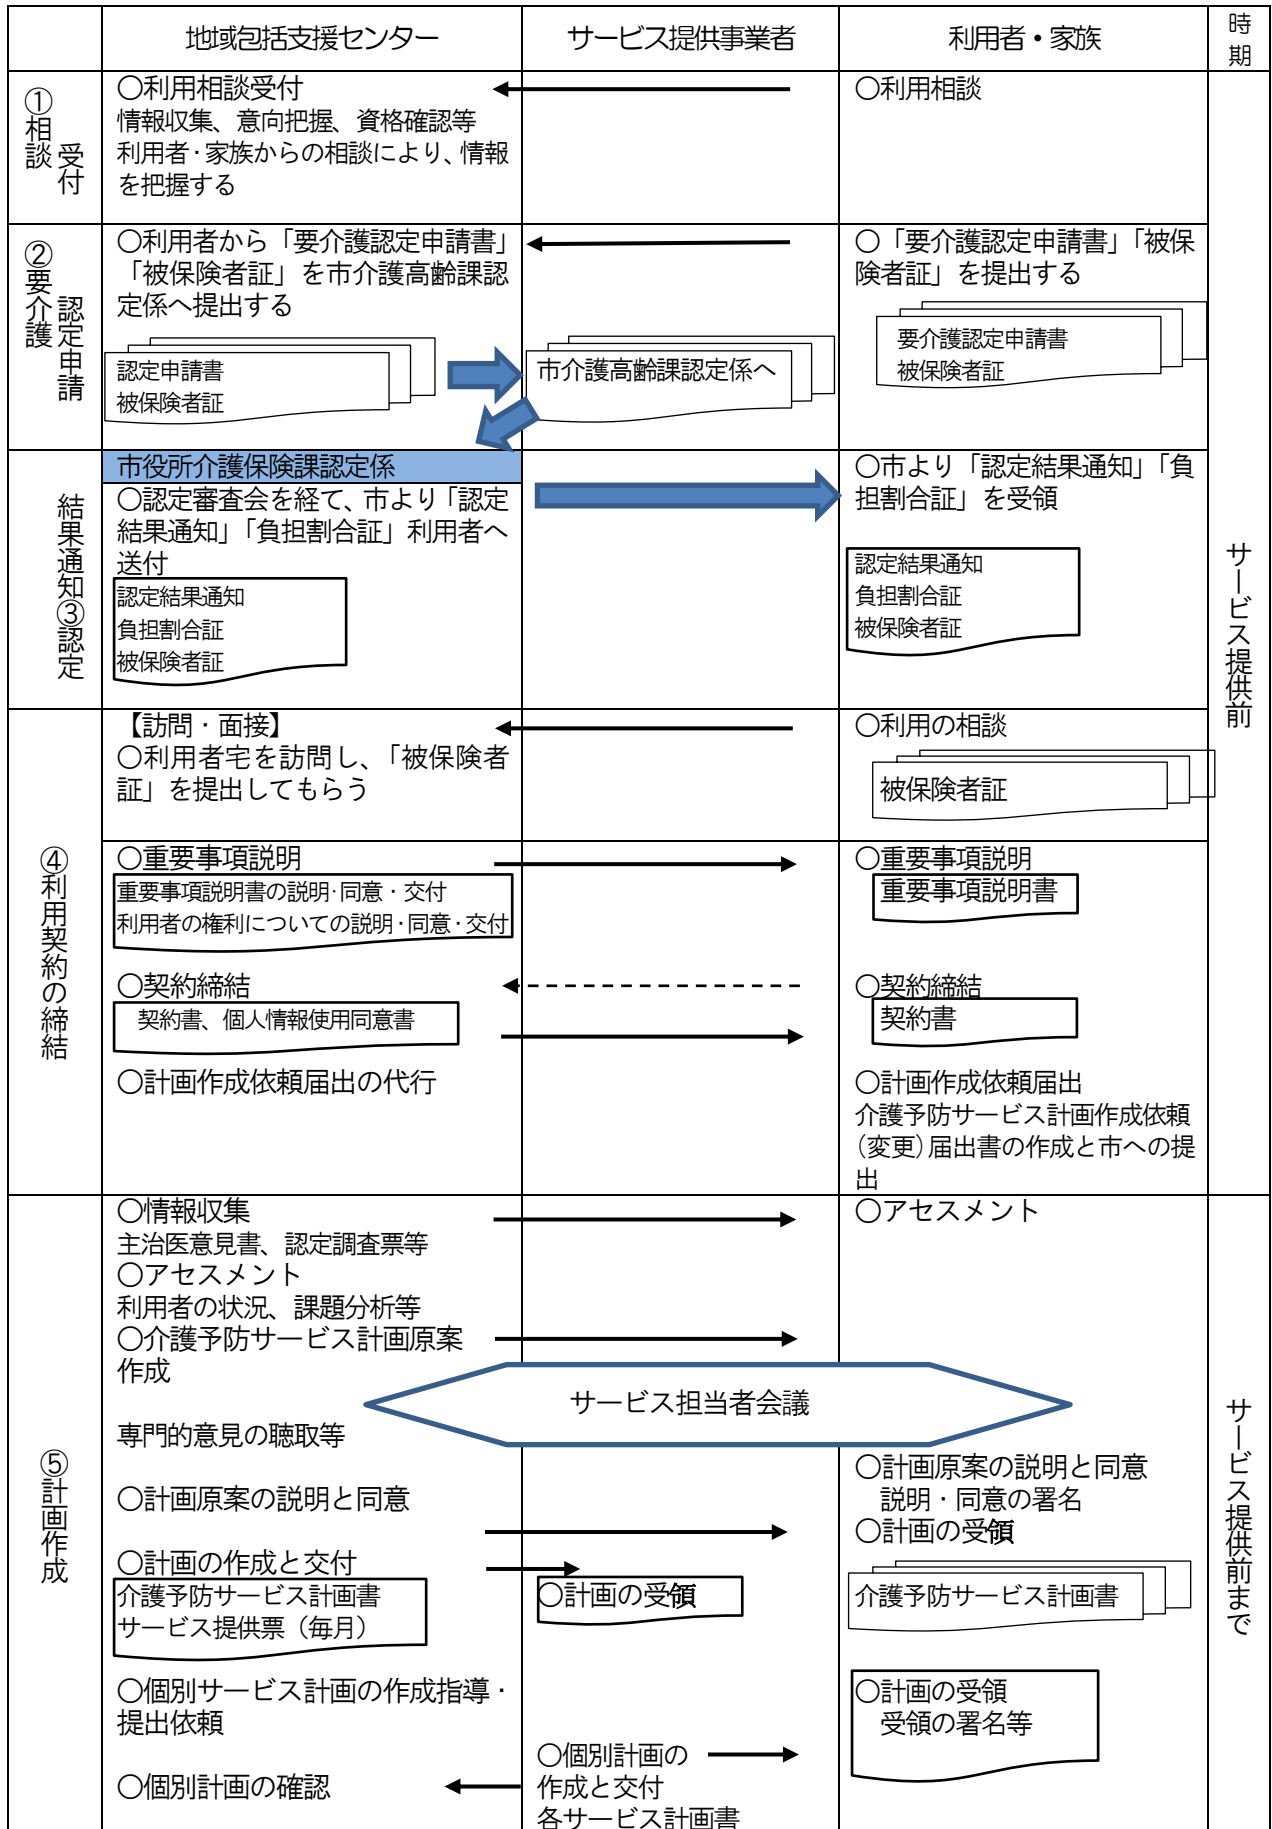 地域包括支援センター
サービス提供事業者
利用者・家族
時期
①相談受付
〇利用相談受付
情報収集、意向把握、資格確認等
利用者・家族からの相談により、情報
を把握する
〇利用相談
②要介護認定申請
〇利用者から「要介護認定申請書」
「被保険者証」を市介護高齢課認
定係へ提出する
認定申請書
被保険者証
市介護高齢課認定係へ
〇「要介護認定申請書」「被保
険者証」を提出する
要介護認定申請書
被保険者証
結果通知③認定
市役所介護保険課認定係
〇認定審査会を経て、市より「認定
結果通知」「負担割合証」利用者へ
送付
認定結果通知
負担割合証
被保険者証
〇市より「認定結果通知」「負
担割合証」を受領
認定結果通知
負担割合証
被保険者証
サービス提供前
④利用契約の締結
【訪問・面接】
〇利用者宅を訪問し、「被保険者
証」を提出してもらう
〇利用の相談
被保険者証
〇重要事項説明
重要事項説明書の説明・同意・交付
利用者の権利についての説明・同意・交付
〇重要事項説明
重要事項説明書
〇契約締結
契約書、個人情報使用同意書
〇契約締結
契約書
〇計画作成依頼届出の代行
〇計画作成依頼届出
介護予防サービス計画作成依頼
(変更)届出書の作成と市への提
出
⑤計画作成
〇情報収集
主治医意見書、認定調査票等
〇アセスメント
利用者の状況、課題分析等
〇介護予防サービス計画原案
作成
〇アセスメント
サービス担当者会議
専門的意見の聴取等
〇計画原案の説明と同意
〇計画原案の説明と同意
説明・同意の署名
〇計画の受領
〇計画の作成と交付
介護予防サービス計画書
サービス提供票（毎月）
〇計画の受領
介護予防サービス計画書
〇個別サービス計画の作成指導・
提出依頼
〇計画の受領
受領の署名等
〇個別計画の
作成と交付
各サービス計画書
〇個別計画の確認
サービス提供前まで